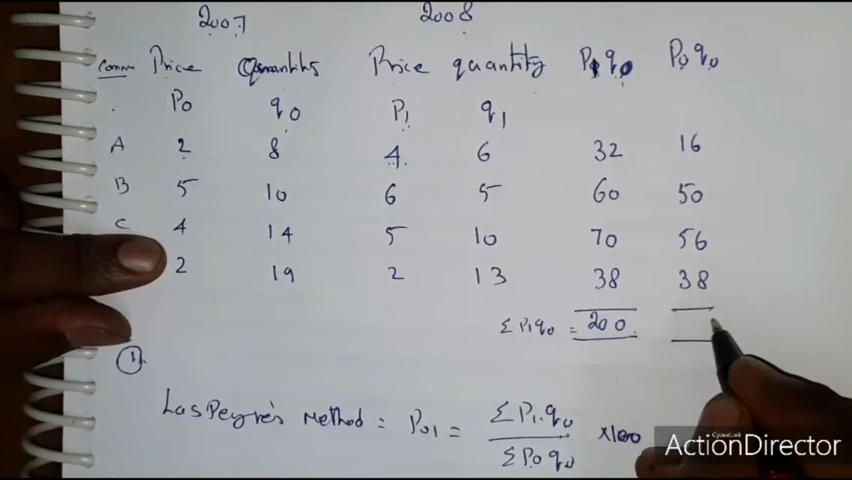 2007 2008
Comm Price Quantity Price quantity P1q0 P0q0
P0 q0 P1 q1
A 2 8 4 6 32 16
B 5 10 6 5 60 50
C 4 14 5 10 70 56
2 19 2 13 38 38
ΣP1q0 = 200
1
LasPeyre's Method = P01 = ΣP1.q0 / ΣP0q0 ×100
CyberLink
ActionDirector